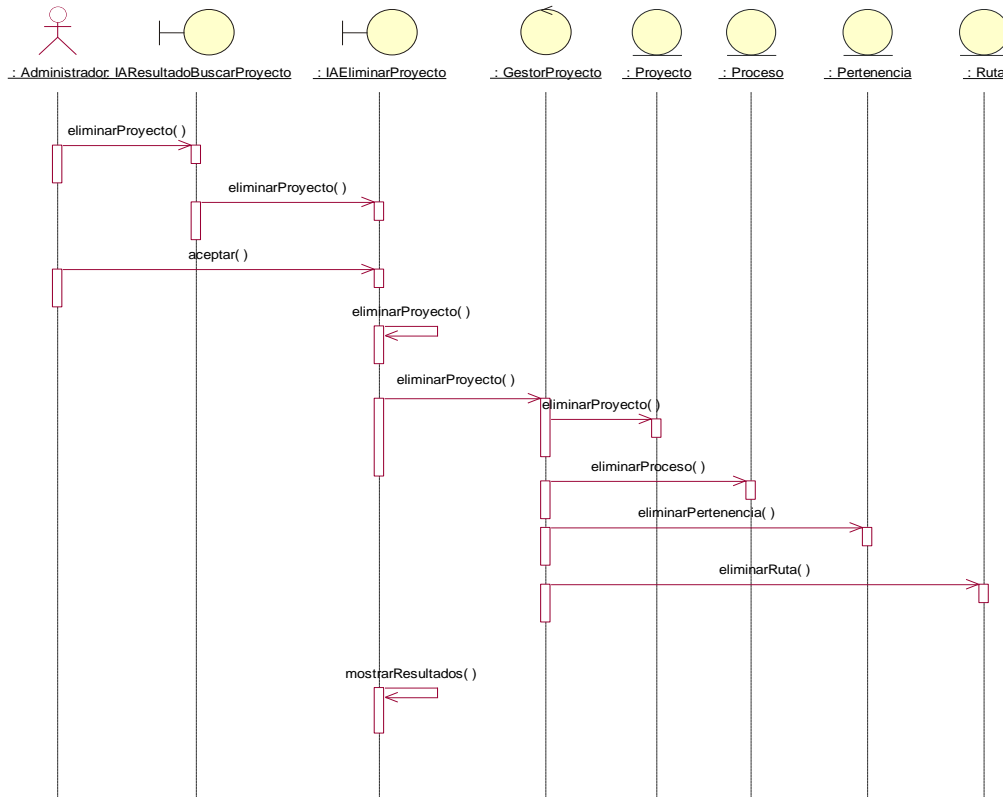 : Administrador
: IAResultadoBuscarProyecto
: IAEliminarProyecto
: GestorProyecto
: Proyecto
: Proceso
: Pertenencia
: Ruta
eliminarProyecto( )
eliminarProyecto( )
aceptar( )
eliminarProyecto( )
eliminarProyecto( )
eliminarProyecto( )
eliminarProceso( )
eliminarPertenencia( )
eliminarRuta( )
mostrarResultados( )